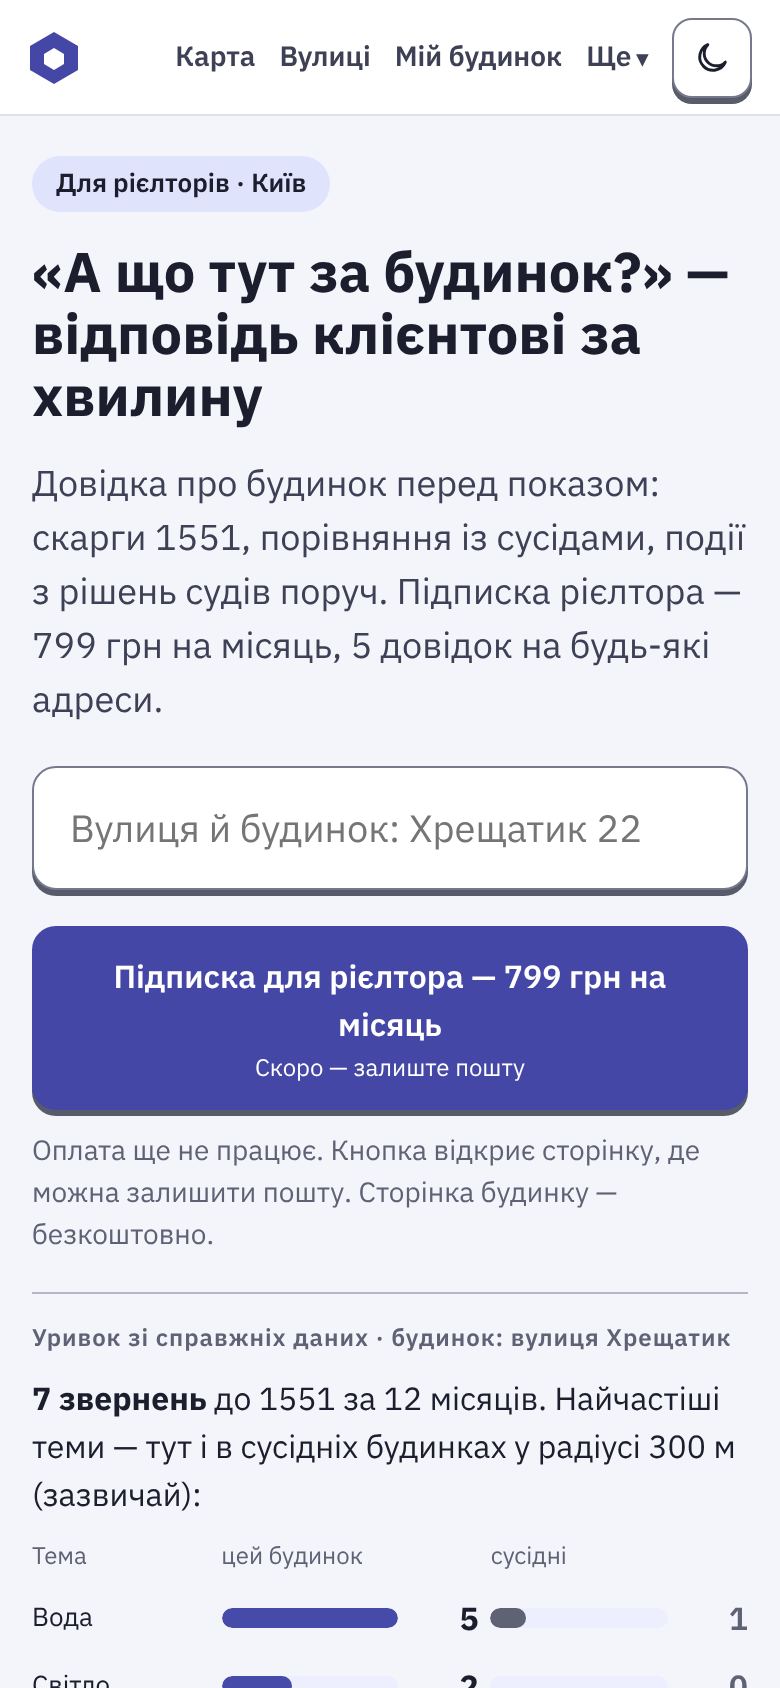 Карта Вулиці Мій будинок Ще ▾
Для рієлторів · Київ
«А що тут за будинок?» —
відповідь клієнтові за
хвилину
Довідка про будинок перед показом:
скарги 1551, порівняння із сусідами, події
з рішень судів поруч. Підписка рієлтора —
799 грн на місяць, 5 довідок на будь-які
адреси.
Вулиця й будинок: Хрещатик 22
Підписка для рієлтора — 799 грн на
місяць
Скоро — залиште пошту
Оплата ще не працює. Кнопка відкриє сторінку, де
можна залишити пошту. Сторінка будинку —
безкоштовно.
Уривок зі справжніх даних · будинок: вулиця Хрещатик
7 звернень до 1551 за 12 місяців. Найчастіші
теми — тут і в сусідніх будинках у радіусі 300 м
(зазвичай):
Тема цей будинок сусідні
Вода 5 1
Світло 2 0